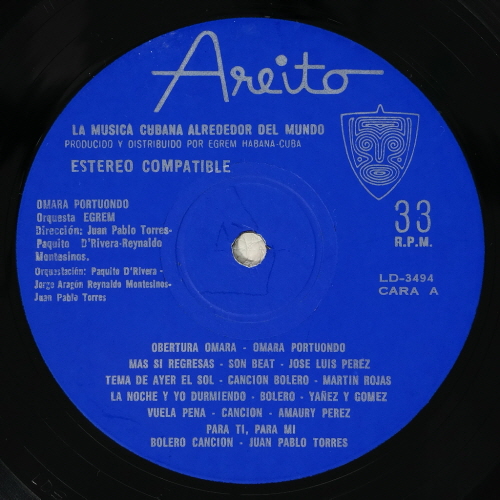 Areito
LA MUSICA CUBANA ALREDEDOR DEL MUNDO
PRODUCIDO Y DISTRIBUIDO POR EGREM HABANA-CUBA
ESTEREO COMPATIBLE
OMARA PORTUONDO
Orquesta EGREM
Dirección: Juan Pablo Torres-
Paquito D'Rivera-Reynaldo
Montesinos.
Orquestación: Paquito D'Rivera -
Jorge Aragón Reynaldo Montesinos-
Juan Pablo Torres
33
R.P.M.
LD-3494
CARA A
OBERTURA OMARA - OMARA PORTUONDO
MAS SI REGRESAS - SON BEAT - JOSE LUIS PEREZ
TEMA DE AYER EL SOL - CANCION BOLERO - MARTIN ROJAS
LA NOCHE Y YO DURMIENDO - BOLERO - YAÑEZ Y GOMEZ
VUELA PENA - CANCION - AMAURY PEREZ
PARA TI, PARA MI
BOLERO CANCION - JUAN PABLO TORRES